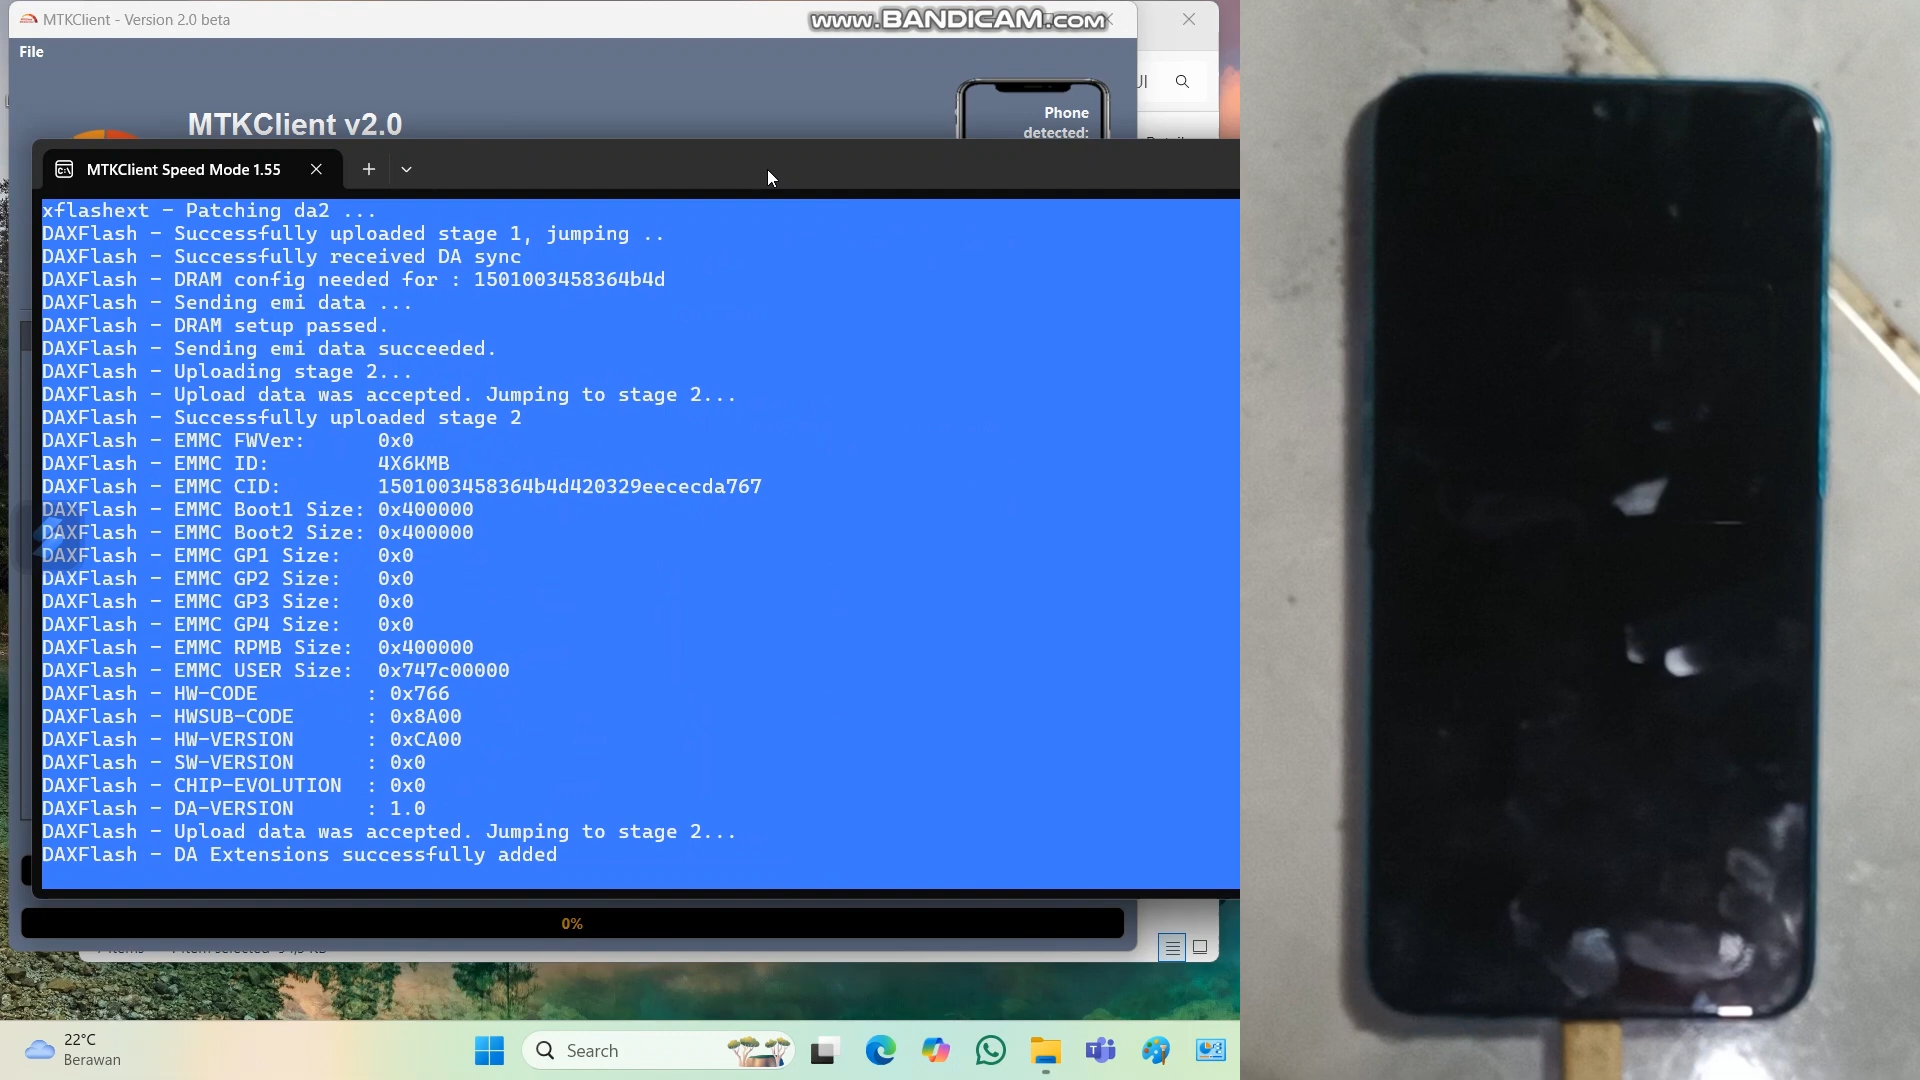 MTKClient - Version 2.0 beta
www.BANDICAM.com
File
MTKClient v2.0
Phone
detected:
MTKClient Speed Mode 1.55
xflashext - Patching da2 ...
DAXFlash - Successfully uploaded stage 1, jumping ..
DAXFlash - Successfully received DA sync
DAXFlash - DRAM config needed for : 1501003458364b4d
DAXFlash - Sending emi data ...
DAXFlash - DRAM setup passed.
DAXFlash - Sending emi data succeeded.
DAXFlash - Uploading stage 2...
DAXFlash - Upload data was accepted. Jumping to stage 2...
DAXFlash - Successfully uploaded stage 2
DAXFlash - EMMC FWVer: 0x0
DAXFlash - EMMC ID: 4X6KMB
DAXFlash - EMMC CID: 1501003458364b4d420329eececda767
DAXFlash - EMMC Boot1 Size: 0x400000
DAXFlash - EMMC Boot2 Size: 0x400000
DAXFlash - EMMC GP1 Size: 0x0
DAXFlash - EMMC GP2 Size: 0x0
DAXFlash - EMMC GP3 Size: 0x0
DAXFlash - EMMC GP4 Size: 0x0
DAXFlash - EMMC RPMB Size: 0x400000
DAXFlash - EMMC USER Size: 0x747c00000
DAXFlash - HW-CODE : 0x766
DAXFlash - HWSUB-CODE : 0x8A00
DAXFlash - HW-VERSION : 0xCA00
DAXFlash - SW-VERSION : 0x0
DAXFlash - CHIP-EVOLUTION : 0x0
DAXFlash - DA-VERSION : 1.0
DAXFlash - Upload data was accepted. Jumping to stage 2...
DAXFlash - DA Extensions successfully added
0%
22°C
Berawan
Search